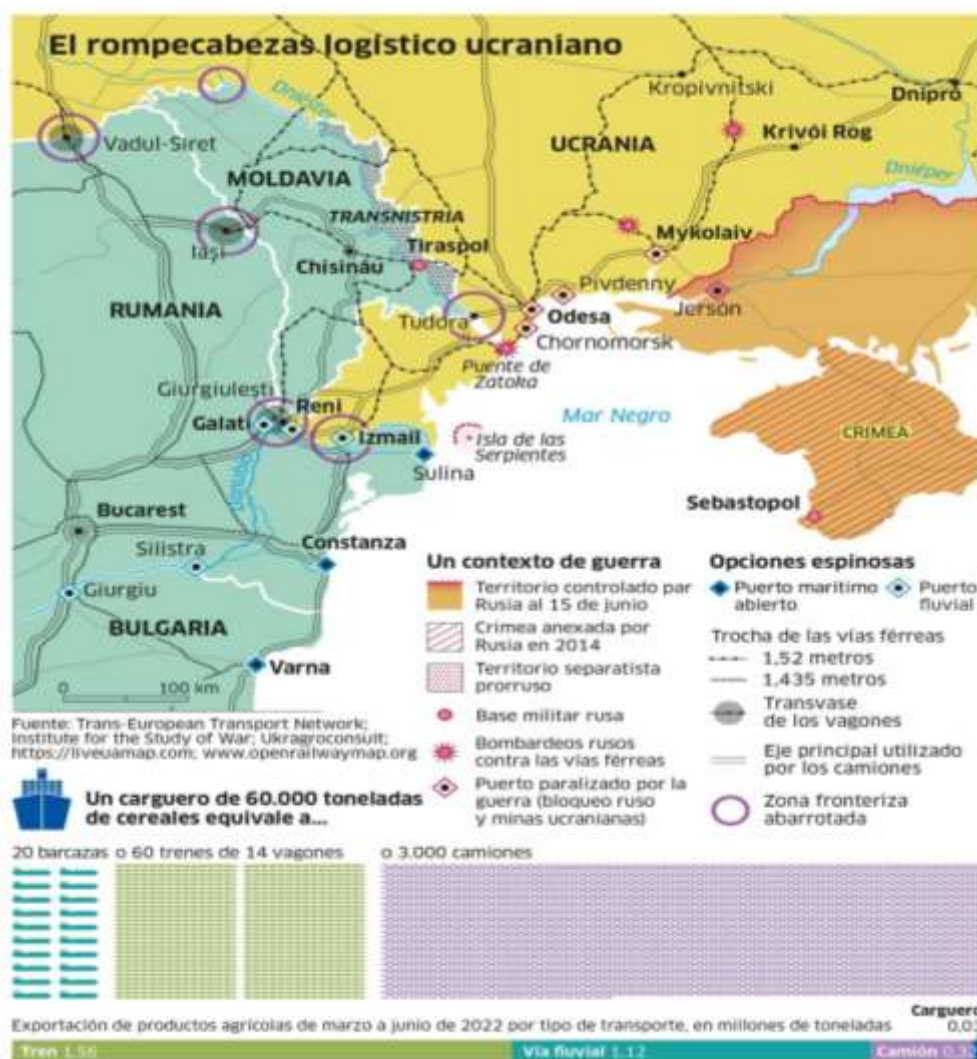 El rompecabezas logístico ucraniano
Dniéper
Kropivnitski
Dnipró
Vadul-Siret
UCRANIA
Krivói Rog
MOLDAVIA
Dniéper
TRANSNISTRIA
Mykolaiv
Iași
Tiraspol
Chisináu
Pivdenny
RUMANIA
Odesa
Jersón
Tudora
Chornomorsk
Puente de
Zatoka
Giurgiulești
Reni
Mar Negro
Galati
Izmail
CRIMEA
Isla de las
Serpientes
Sulina
Sebastopol
Bucarest
Constanza
Silistra
Giurgiu
BULGARIA
Varna
0 100 km
Fuente: Trans-European Transport Network;
Institute for the Study of War; Ukragroconsult;
https://liveuamap.com; www.openrailwaymap.org
Un contexto de guerra
Territorio controlado par
Rusia al 15 de junio
Crimea anexada por
Rusia en 2014
Territorio separatista
prorruso
Base militar rusa
Bombardeos rusos
contra las vías férreas
Puerto paralizado por la
guerra (bloqueo ruso
y minas ucranianas)
Opciones espinosas
Puerto marítimo
abierto
Puerto
fluvial
Trocha de las vías férreas
1,52 metros
1,435 metros
Transvase
de los vagones
Eje principal utilizado
por los camiones
Zona fronteriza
abarrotada
Un carguero de 60.000 toneladas
de cereales equivale a...
20 barcazas o 60 trenes de 14 vagones o 3.000 camiones
Carguero
Exportación de productos agrícolas de marzo a junio de 2022 por tipo de transporte, en millones de toneladas
Tren 1,56 Vía fluvial 1,12 Camión